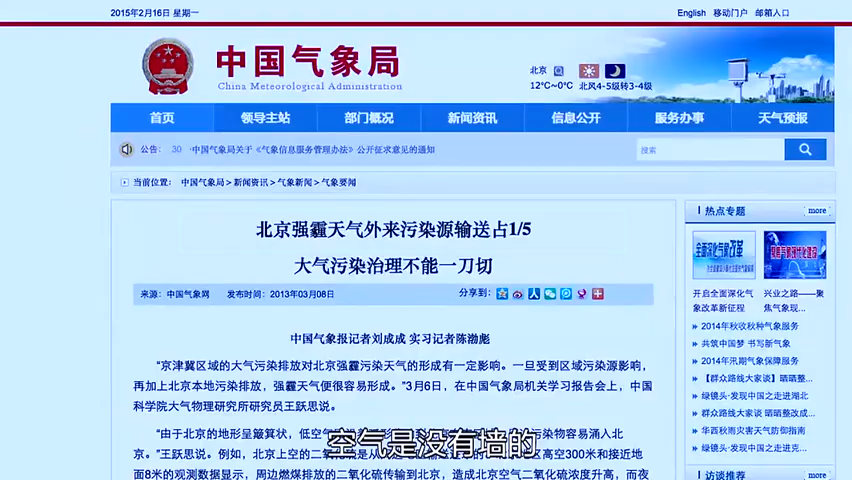 2015年2月16日 星期一
English 移动门户 邮箱入口
中国气象局
China Meteorological Administration
北京
12℃~0℃ 北风4-5级转3-4级
首页 领导主站 部门概况 新闻资讯 信息公开 服务办事 天气预报
公告： 30 ·中国气象局关于《气象信息服务管理办法》公开征求意见的通知
搜索
当前位置： 中国气象局 > 新闻资讯 > 气象新闻 > 气象要闻
北京强霾天气外来污染源输送占1/5
大气污染治理不能一刀切
来源：中国气象网 发布时间：2013年03月08日 分享到：
中国气象报记者刘成成 实习记者陈渤彪
“京津冀区域的大气污染排放对北京强霾污染天气的形成有一定影响。一旦受到区域污染源影响，
再加上北京本地污染排放，强霾天气便很容易形成。”3月6日，在中国气象局机关学习报告会上，中国
科学院大气物理研究所研究员王跃思说。
“由于北京的地形呈簸箕状，低空气 污染物容易涌入北
京。”王跃思说。例如，北京上空的二 区高空300米和接近地
面8米的观测数据显示，周边燃煤排放的二氧化硫传输到北京，造成北京空气二氧化硫浓度升高，而夜
空气是没有墙的
热点专题 more
全面深化气象改革
开启全面深化气
象改革新征程
兴业之路——聚
焦气象现...
2014年秋收秋种气象服务
共筑中国梦 书写新气象
2014年汛期气象保障服务
【群众路线大家谈】晒晒整...
绿镜头·发现中国之走进湖北
群众路线大家谈 晒晒整改成...
华西秋雨灾害天气防御指南
绿镜头·发现中国之走进克...
访谈推荐 more